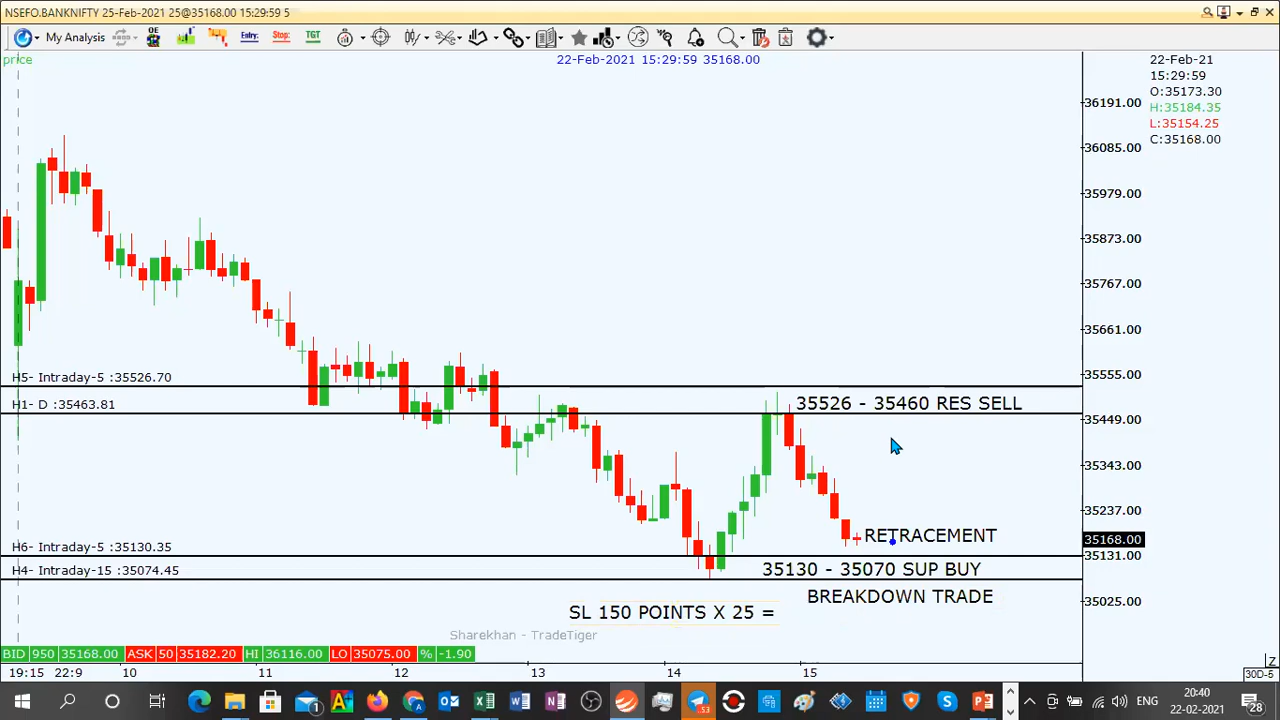 NSEFO.BANKNIFTY 25-Feb-2021 25@35168.00 15:29:59 5
My Analysis
OE
Entry:
Stop:
TGT
price
22-Feb-2021 15:29:59 35168.00
22-Feb-21
15:29:59
O:35173.30
H:35184.35
L:35154.25
C:35168.00
36191.00
36085.00
35979.00
35873.00
35767.00
35661.00
35555.00
35449.00
35343.00
35237.00
35168.00
35131.00
35025.00
H5- Intraday-5 :35526.70
H1- D :35463.81
35526 - 35460 RES SELL
RETRACEMENT
H6- Intraday-5 :35130.35
H4- Intraday-15 :35074.45
35130 - 35070 SUP BUY
BREAKDOWN TRADE
SL 150 POINTS X 25 =
Sharekhan - TradeTiger
BID 950 35168.00 ASK 50 35182.20 HI 36116.00 LO 35075.00 % -1.90
19:15 22:9 10 11 12 13 14 15
Z
30D-5
ENG
20:40
22-02-2021
28